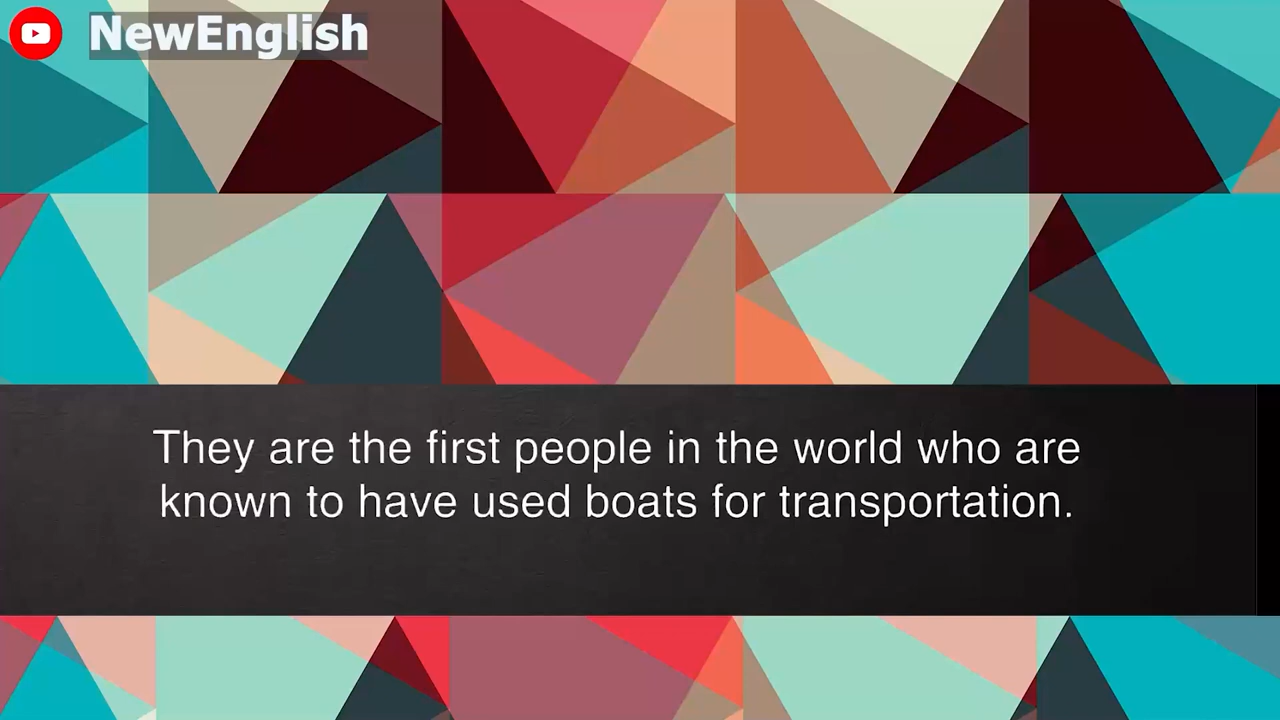 NewEnglish
They are the first people in the world who are
known to have used boats for transportation.